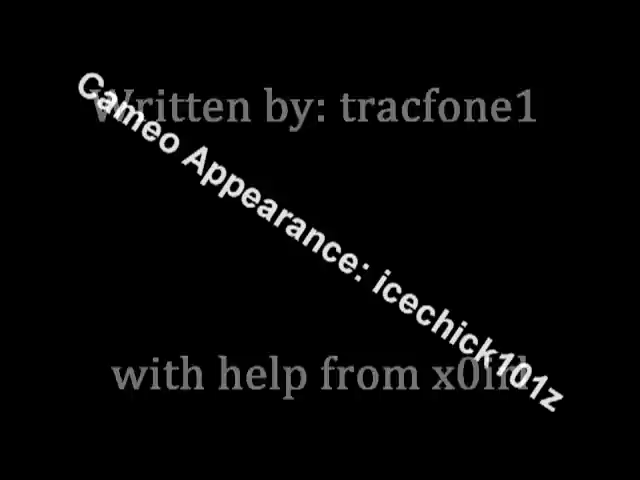 Written by: tracfone1
Cameo Appearance: icechick101z
with help from